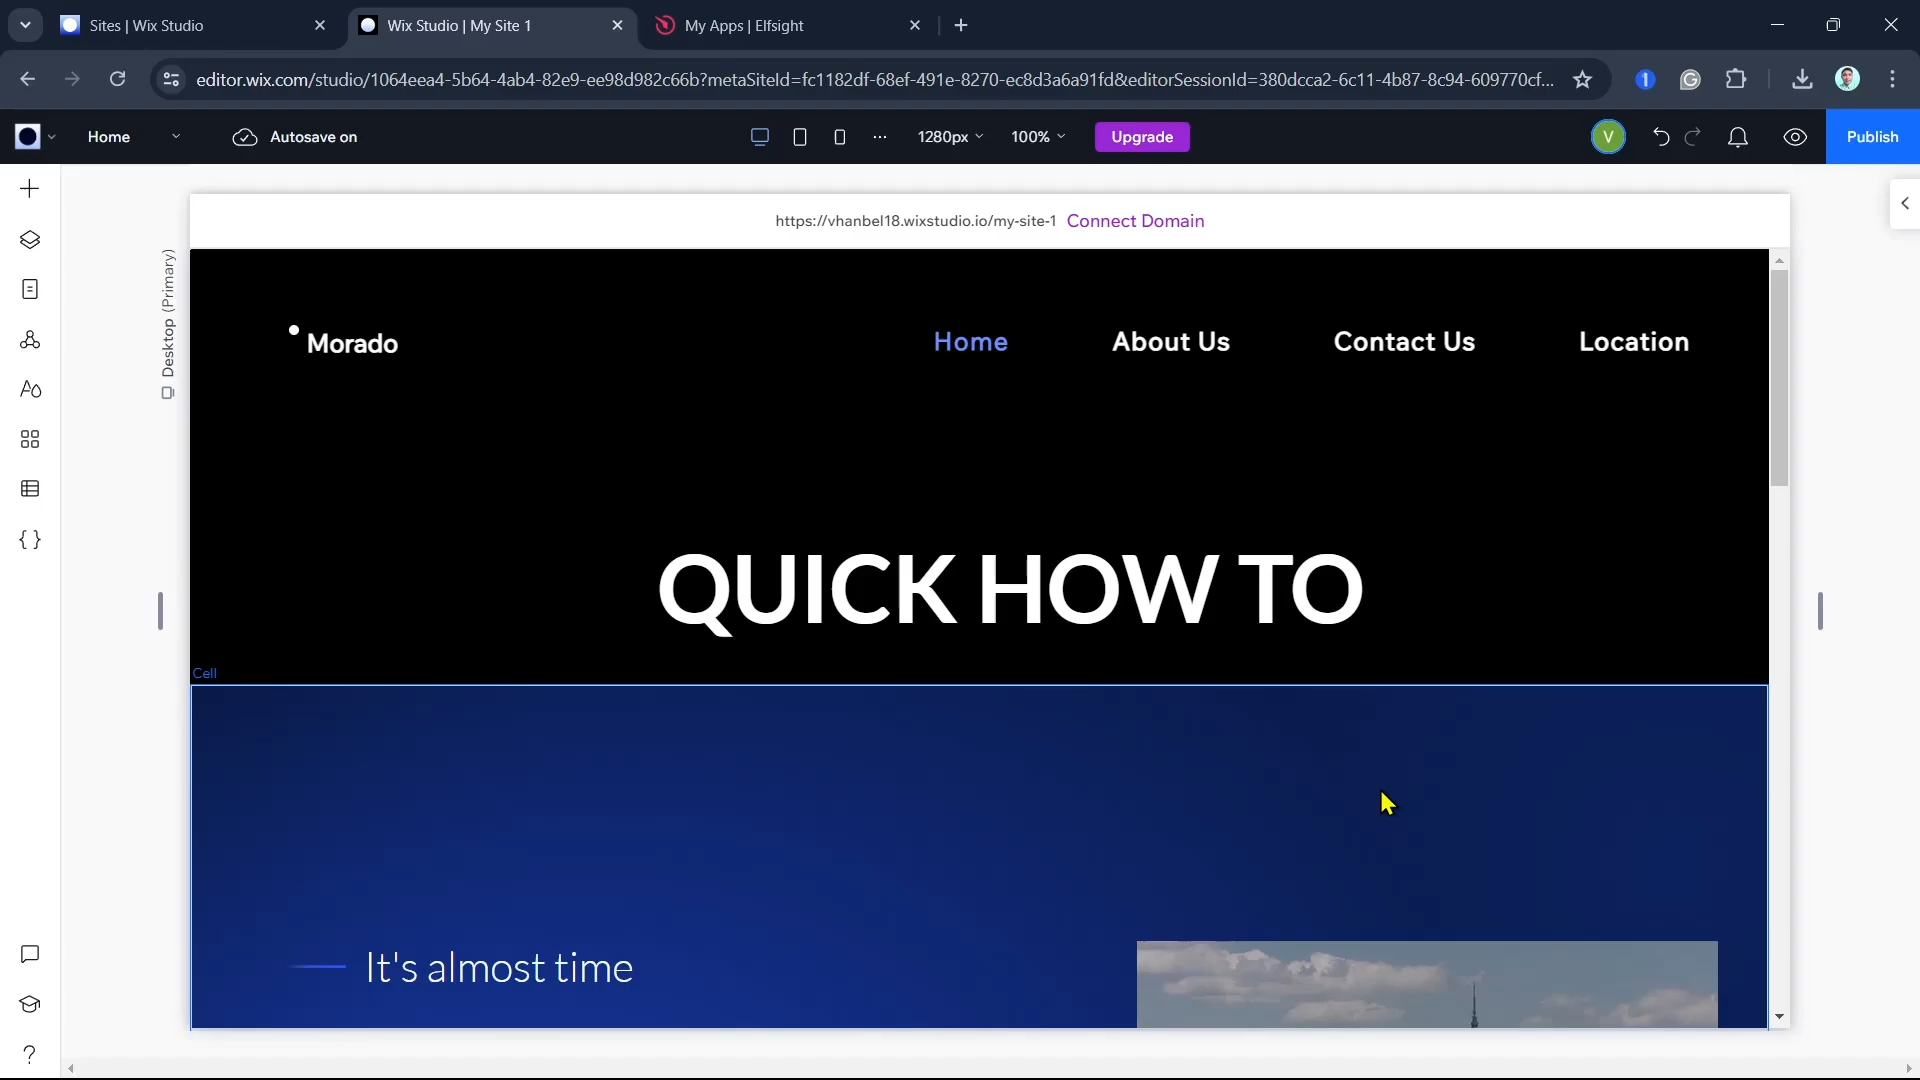 Sites | Wix Studio
Wix Studio | My Site 1
My Apps | Elfsight
editor.wix.com/studio/1064eea4-5b64-4ab4-82e9-ee98d982c66b?metaSiteId=fc1182df-68ef-491e-8270-ec8d3a6a91fd&editorSessionId=380dcca2-6c11-4b87-8c94-609770cf...
Home
Autosave on
1280px
100%
Upgrade
V
Publish
https://vhanbel18.wixstudio.io/my-site-1 Connect Domain
Desktop (Primary)
Morado
Home
About Us
Contact Us
Location
QUICK HOW TO
Cell
It's almost time